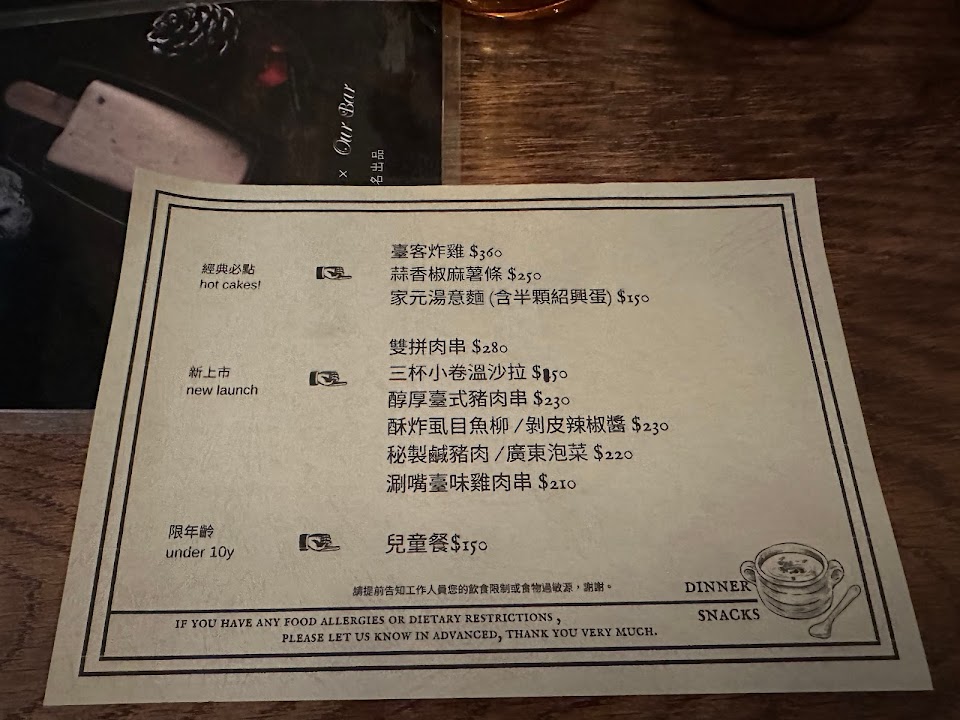 × Our Bar
名出品
經典必點
hot cakes!
臺客炸雞 $360
蒜香椒麻薯條 $250
家元湯意麵 (含半顆紹興蛋) $150
新上市
new launch
雙拼肉串 $280
三杯小卷溫沙拉
醇厚臺式豬肉串 $230
酥炸虱目魚柳 / 剝皮辣椒醬 $230
秘製鹹豬肉 / 廣東泡菜 $220
涮嘴臺味雞肉串 $210
限年齡
under 10y
兒童餐$150
請提前告知工作人員您的飲食限制或食物過敏源，謝謝。
IF YOU HAVE ANY FOOD ALLERGIES OR DIETARY RESTRICTIONS ,
PLEASE LET US KNOW IN ADVANCED, THANK YOU VERY MUCH.
DINNER
SNACKS